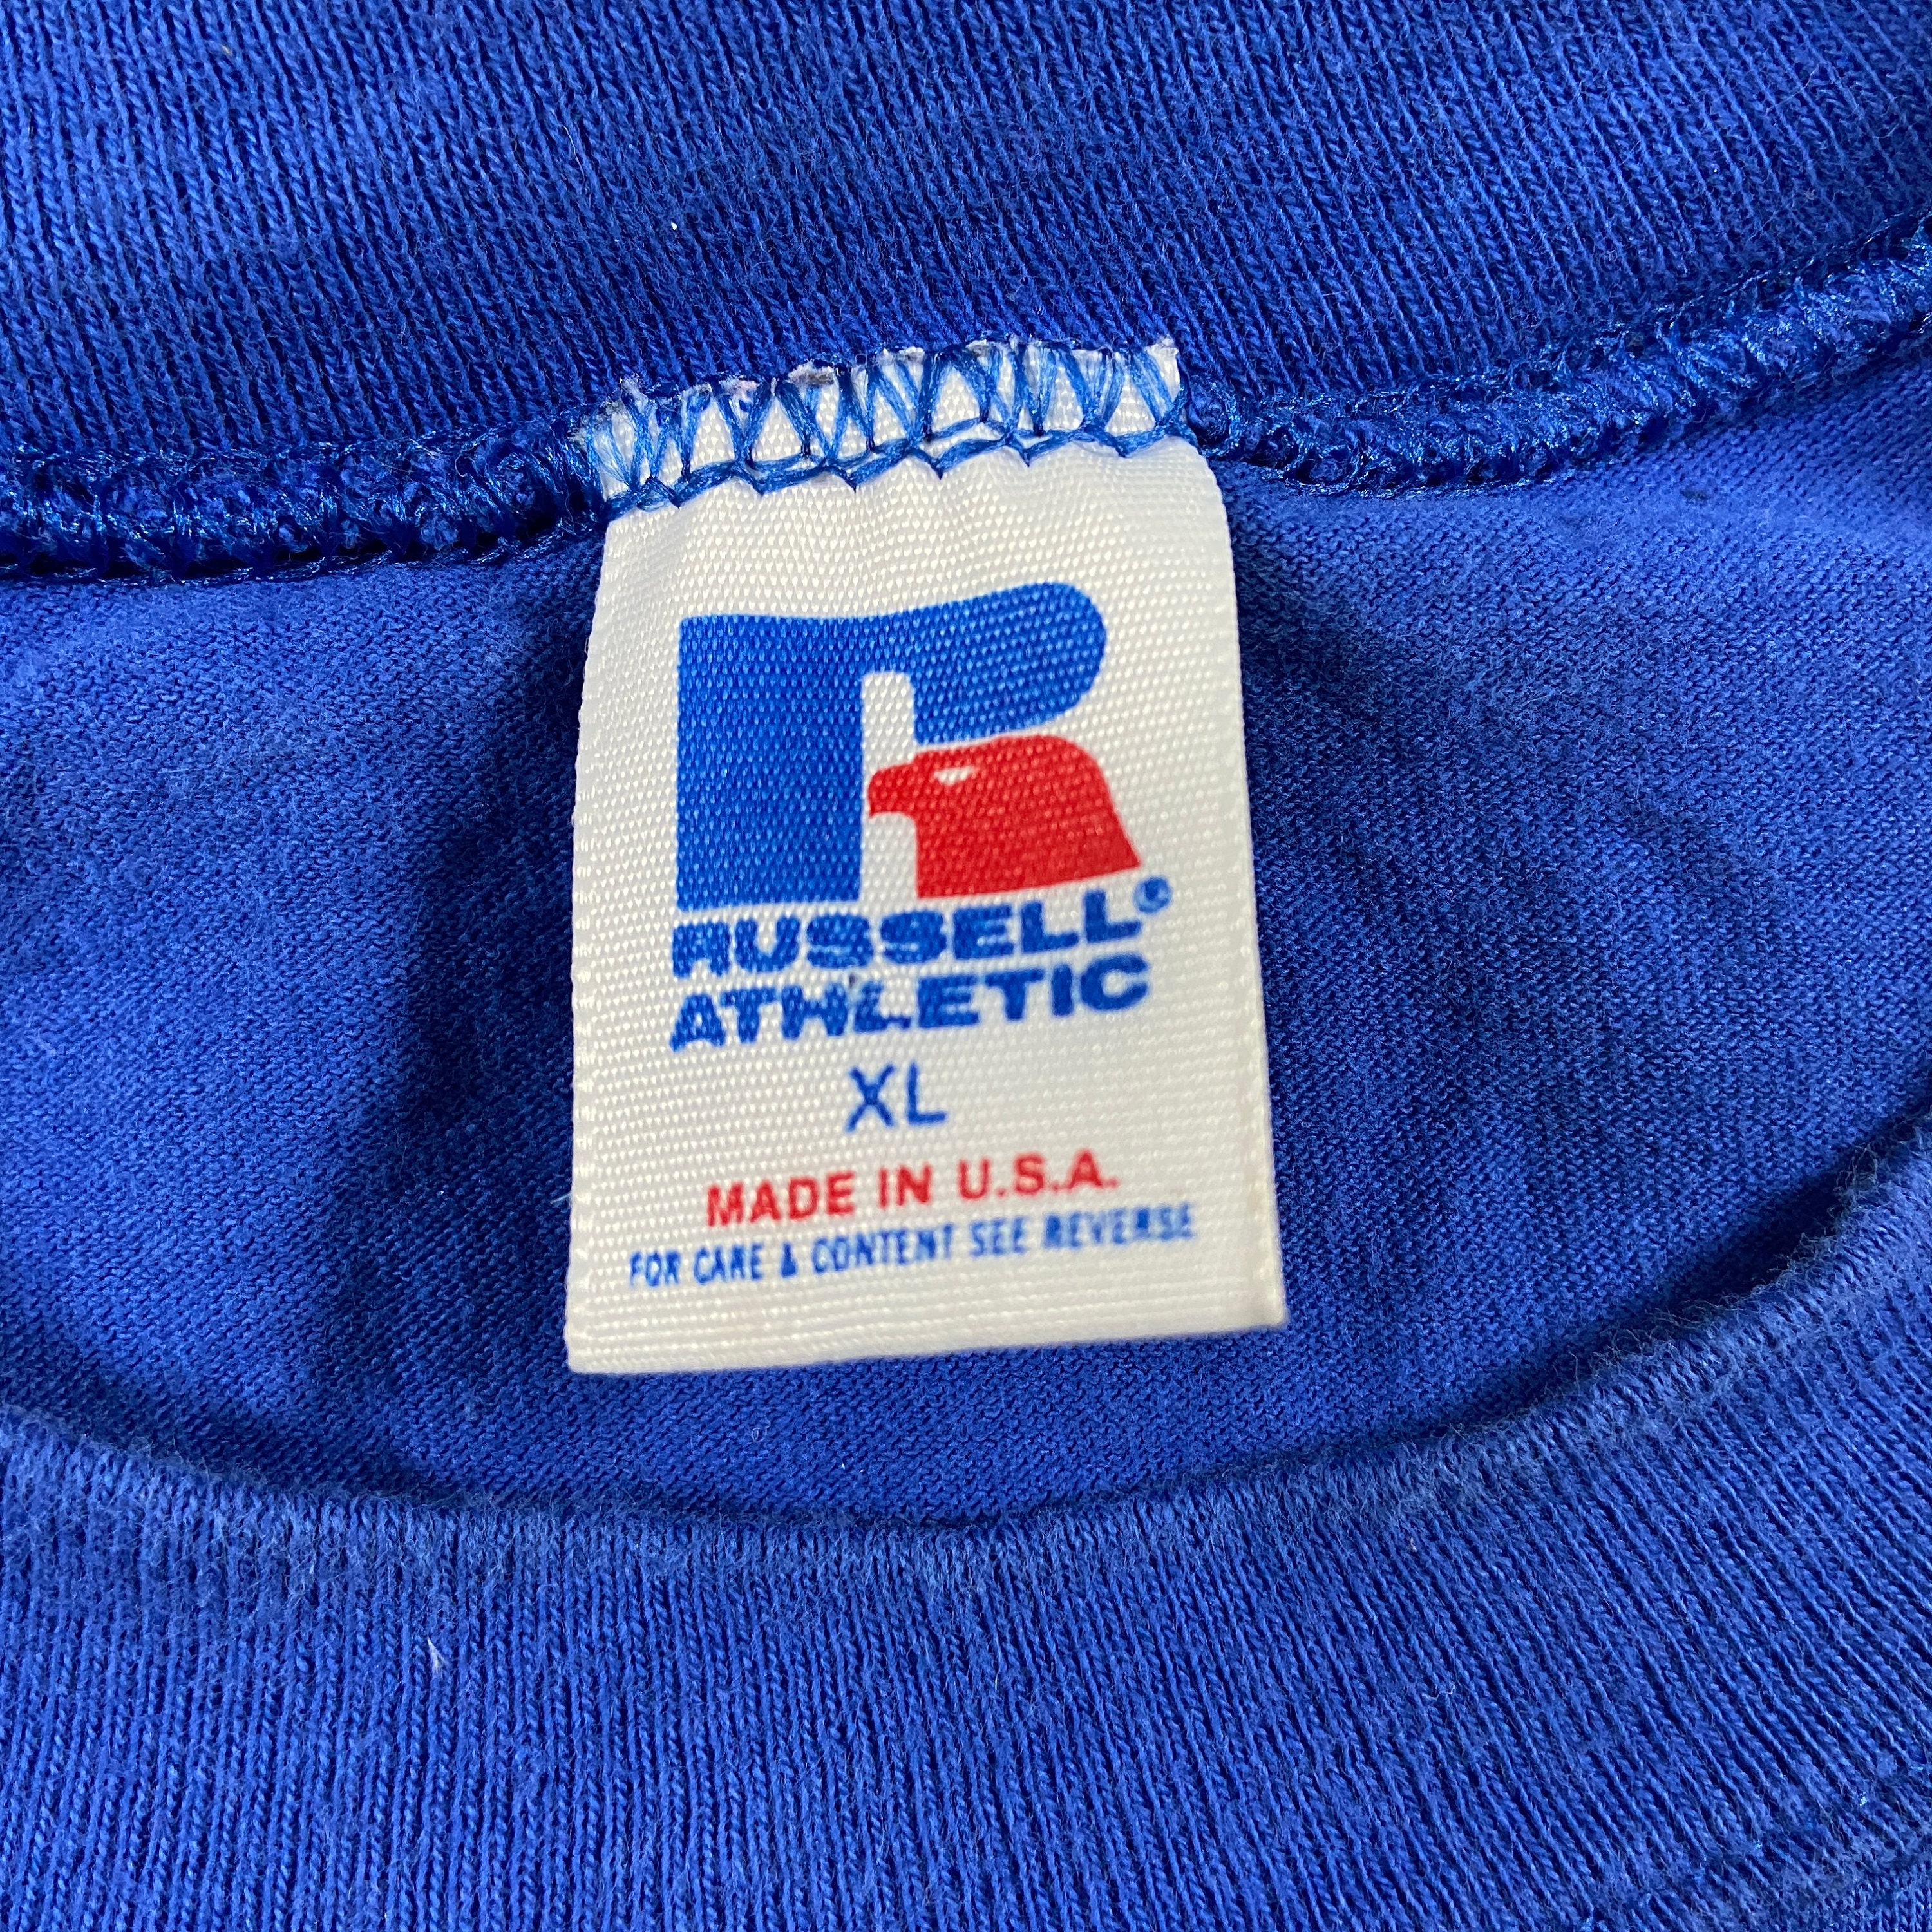 RUSSELL®
ATHLETIC
XL
MADE IN U.S.A.
FOR CARE & CONTENT SEE REVERSE